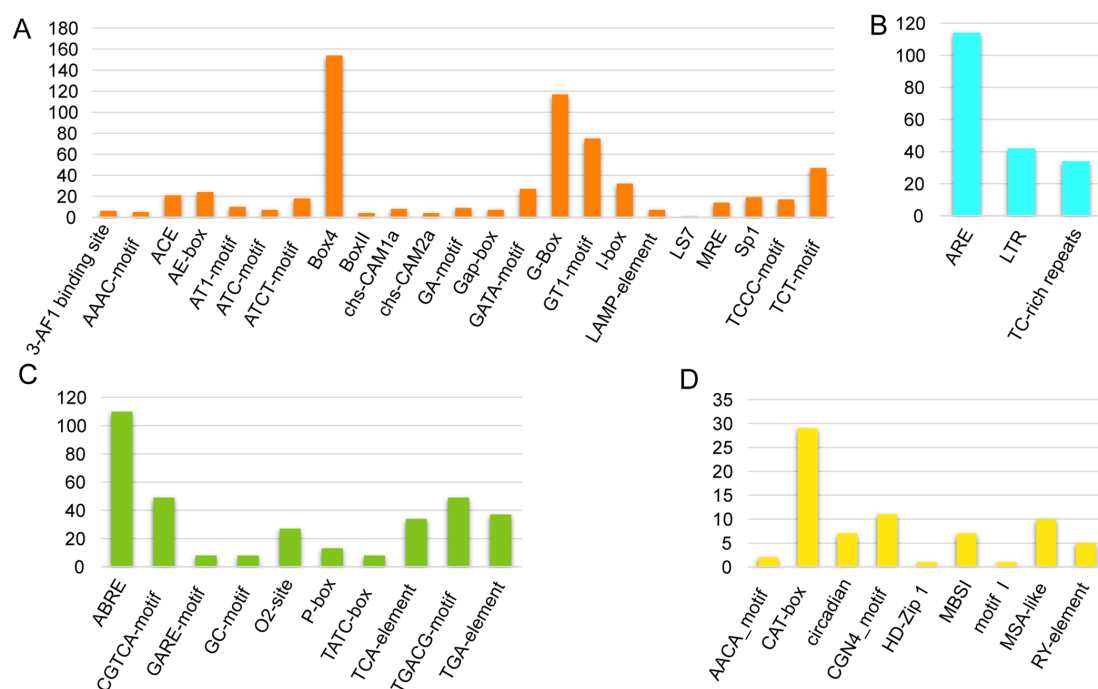 A
180
160
140
120
100
80
60
40
20
0
3-AF1 binding site
AAAC-motif
ACE
AE-box
AT1-motif
ATC-motif
ATCT-motif
Box4
BoxII
chs-CAM1a
chs-CAM2a
GA-motif
Gap-box
GATA-motif
G-Box
GT1-motif
I-box
LAMP-element
LS7
MRE
Sp1
TCCC-motif
TCT-motif
B
120
100
80
60
40
20
0
ARE
LTR
TC-rich repeats
C
120
100
80
60
40
20
0
ABRE
CGTCA-motif
GARE-motif
GC-motif
O2-site
P-box
TATC-box
TCA-element
TGACG-motif
TGA-element
D
35
30
25
20
15
10
5
0
AACA_motif
CAT-box
circadian
CGN4_motif
HD-Zip 1
MBSI
motif I
MSA-like
RY-element